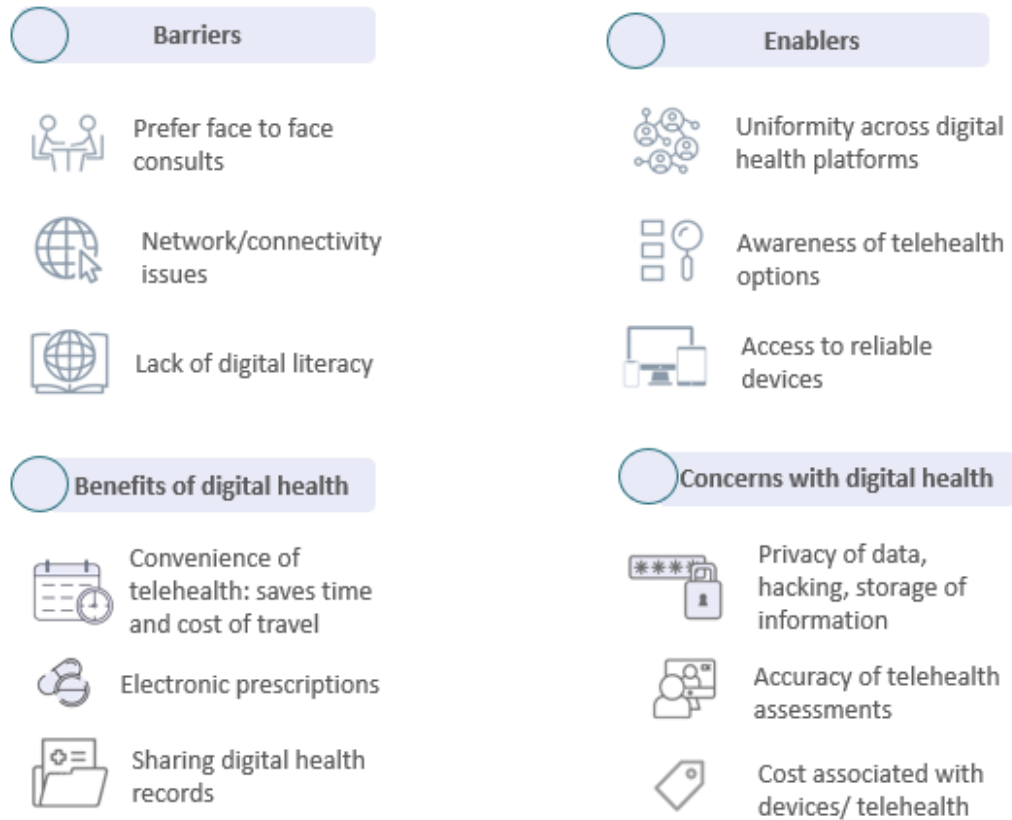 Barriers
Prefer face to face
consults
Network/connectivity
issues
Lack of digital literacy
Enablers
Uniformity across digital
health platforms
Awareness of telehealth
options
Access to reliable
devices
Benefits of digital health
Convenience of
telehealth: saves time
and cost of travel
Electronic prescriptions
Sharing digital health
records
Concerns with digital health
Privacy of data,
hacking, storage of
information
Accuracy of telehealth
assessments
Cost associated with
devices/ telehealth